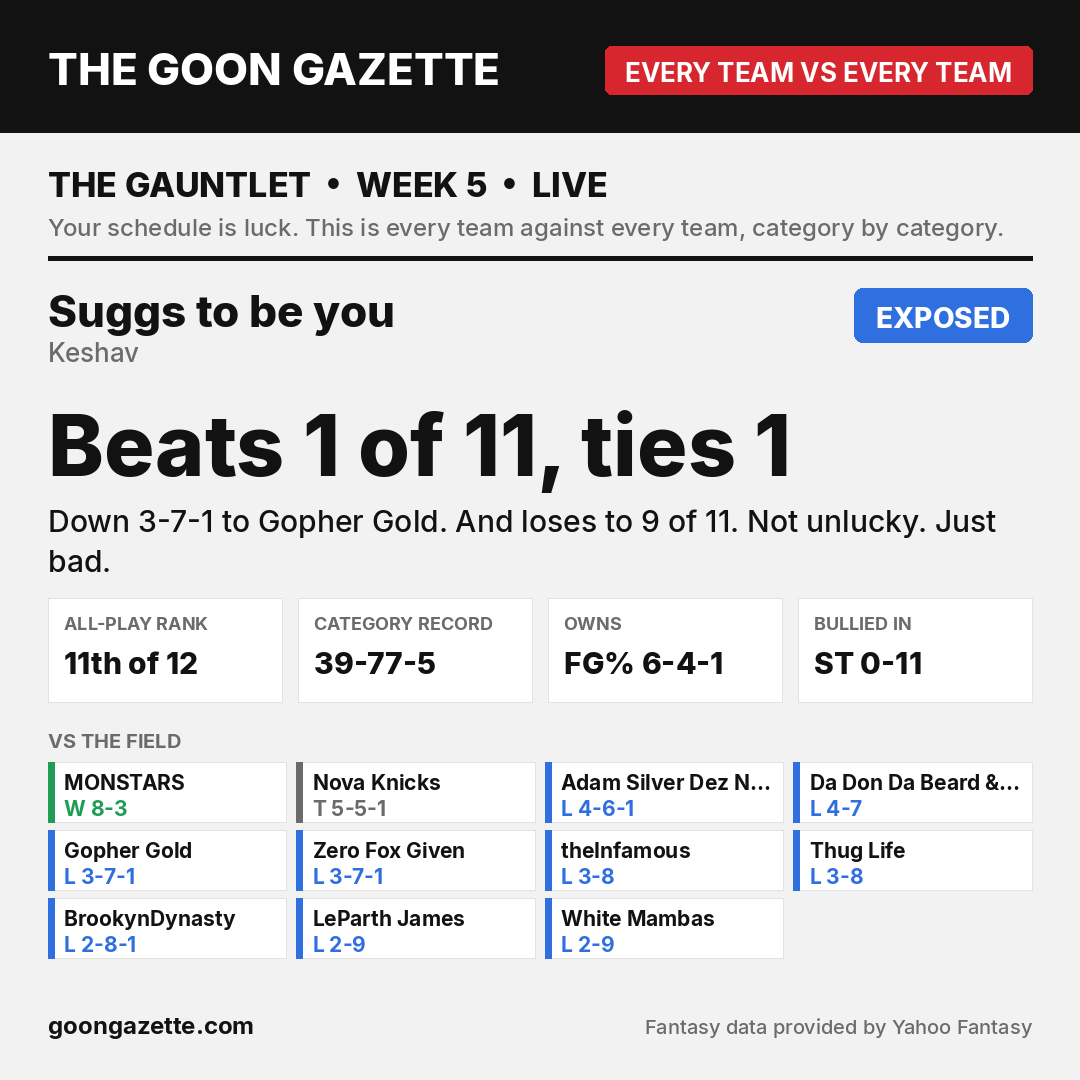 THE GOON GAZETTE
EVERY TEAM VS EVERY TEAM
THE GAUNTLET • WEEK 5 • LIVE
Your schedule is luck. This is every team against every team, category by category.
Suggs to be you
EXPOSED
Keshav
Beats 1 of 11, ties 1
Down 3-7-1 to Gopher Gold. And loses to 9 of 11. Not unlucky. Just
bad.
ALL-PLAY RANK
11th of 12
CATEGORY RECORD
39-77-5
OWNS
FG% 6-4-1
BULLIED IN
ST 0-11
VS THE FIELD
MONSTARS
W 8-3
Nova Knicks
T 5-5-1
Adam Silver Dez N...
L 4-6-1
Da Don Da Beard &...
L 4-7
Gopher Gold
L 3-7-1
Zero Fox Given
L 3-7-1
theInfamous
L 3-8
Thug Life
L 3-8
BrookynDynasty
L 2-8-1
LeParth James
L 2-9
White Mambas
L 2-9
goongazette.com
Fantasy data provided by Yahoo Fantasy